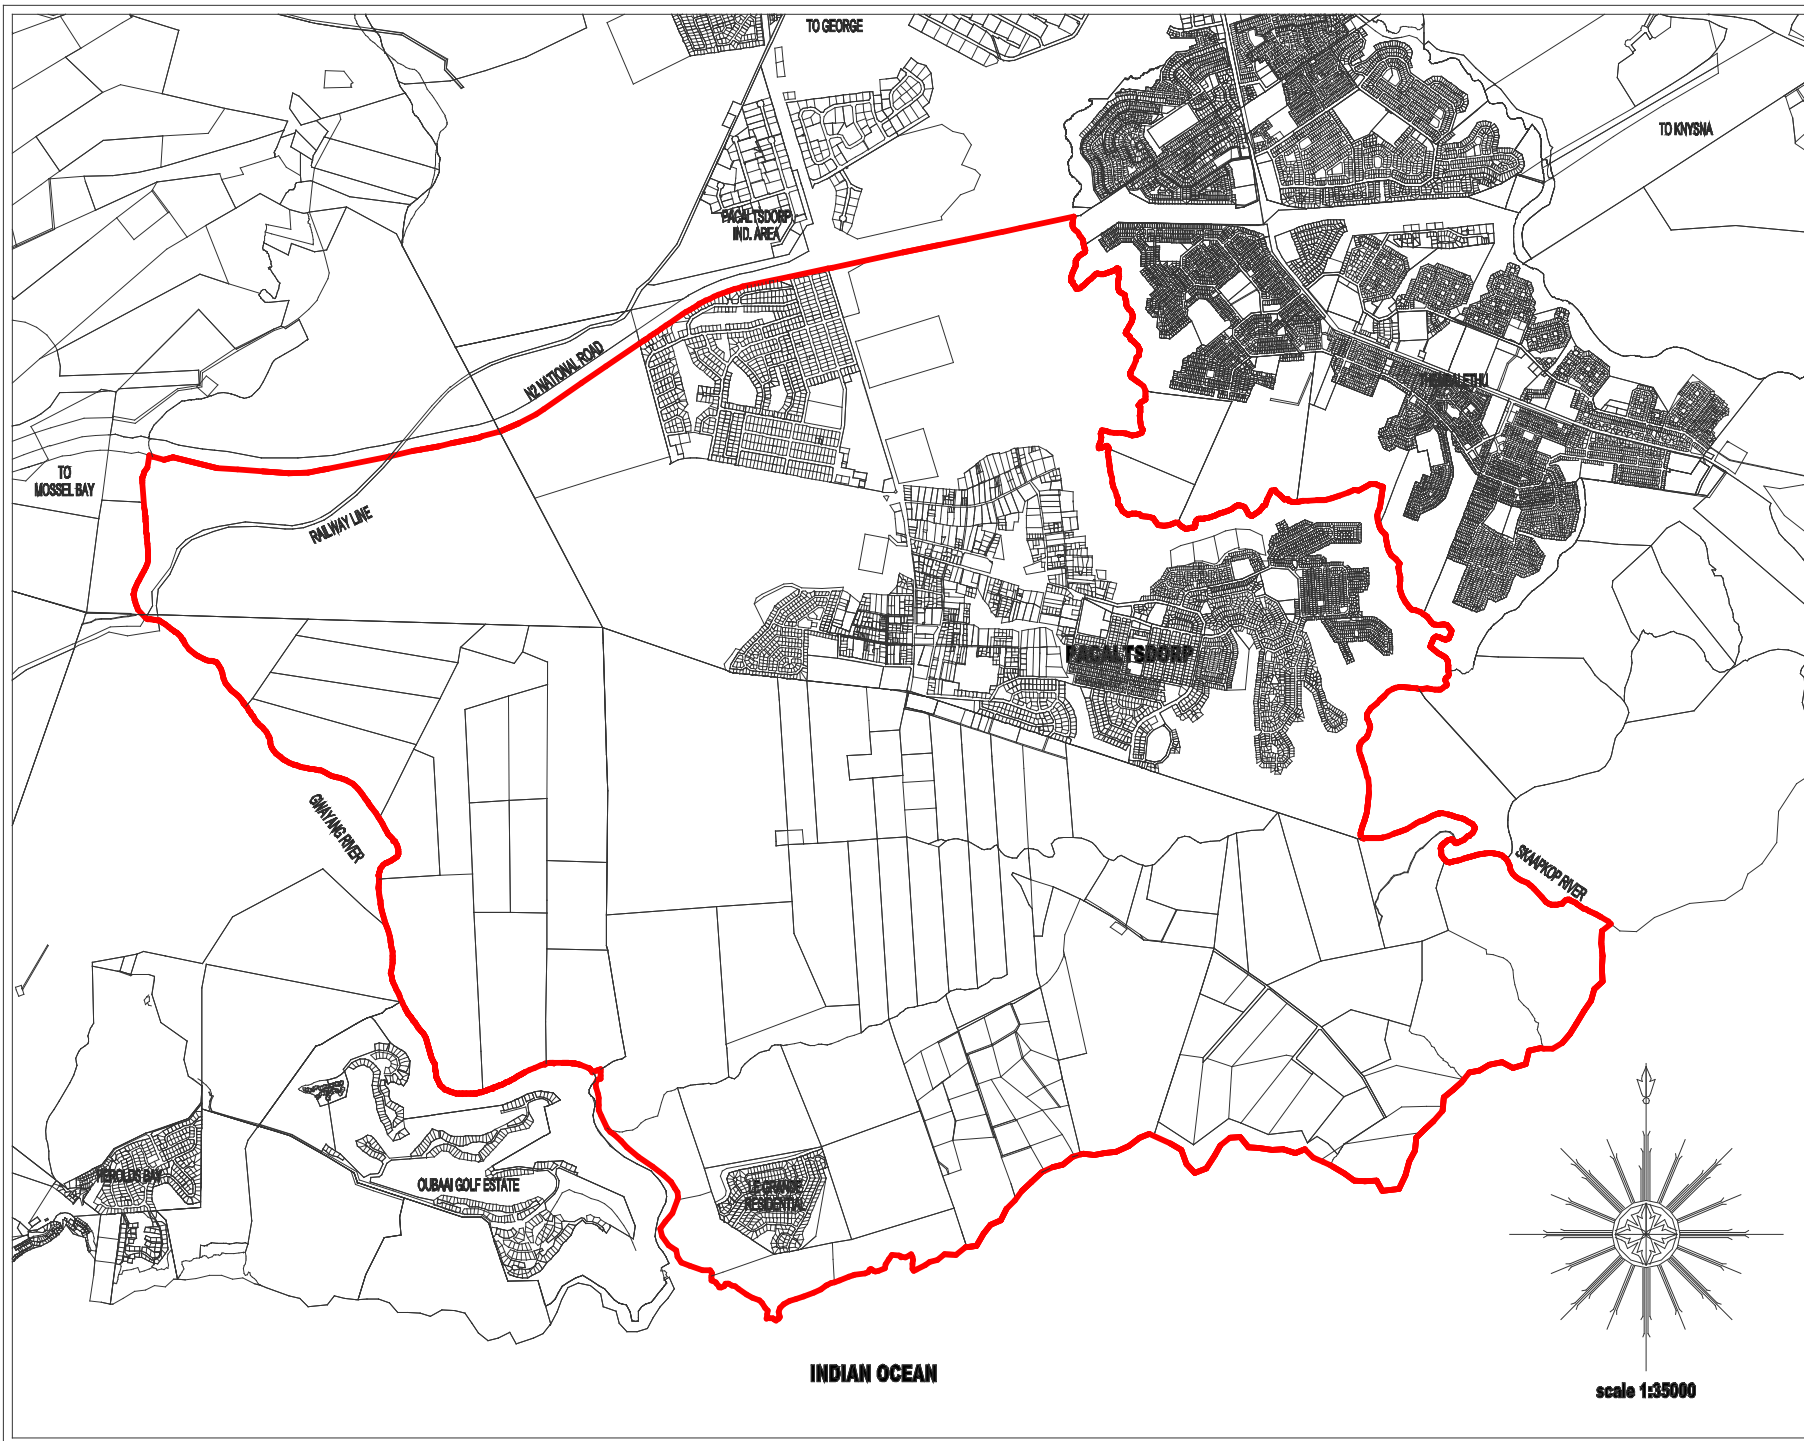 TO GEORGE
TO KNYSNA
PACALTSDORP
IND. AREA
N2 NATIONAL ROAD
THEMBALETHU
TO
MOSSEL BAY
RAILWAY LINE
PACALTSDORP
GWAYANG RIVER
SKAAPKOP RIVER
HEROLDS BAY
OUBAAI GOLF ESTATE
LE GRANDE
RESIDENTIAL
INDIAN OCEAN
scale 1:35000